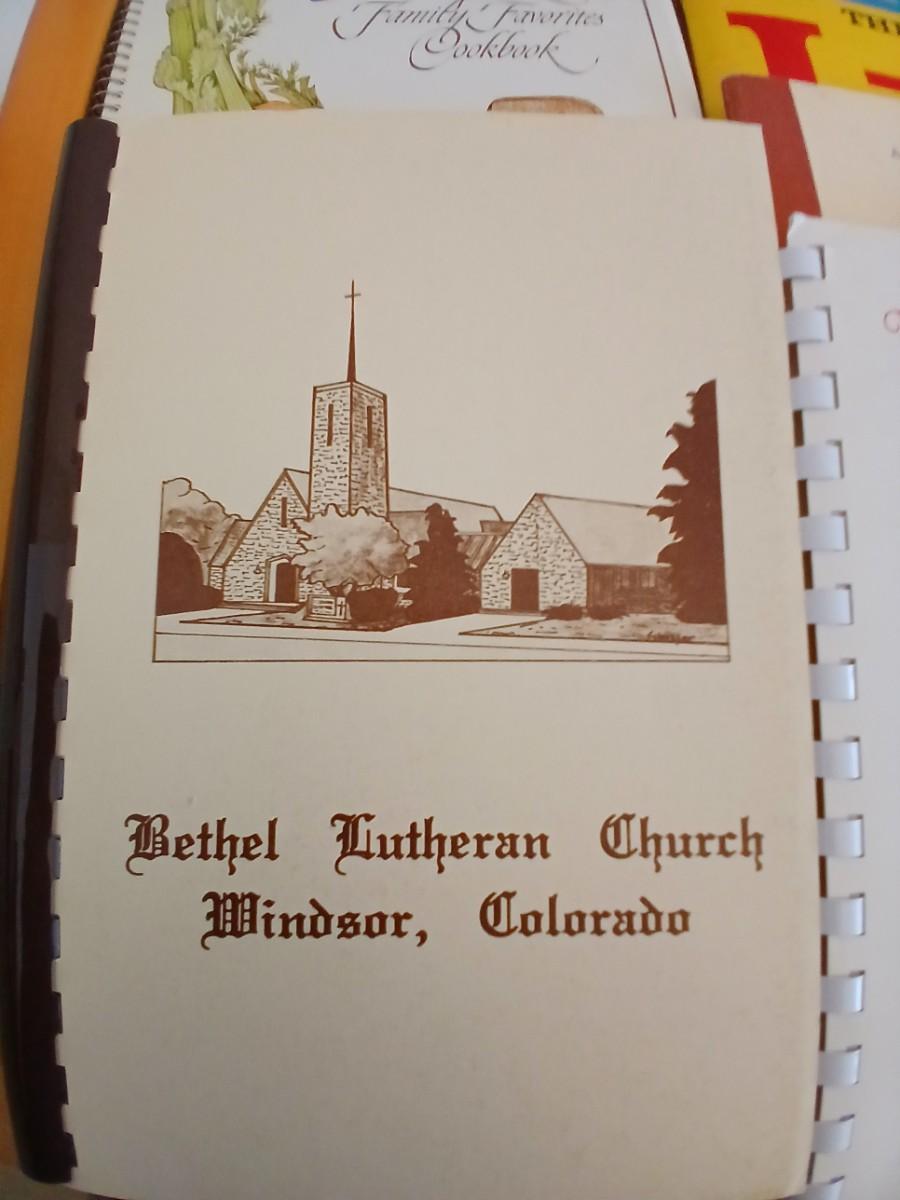 Family Favorites
Cookbook
Bethel Lutheran Church
Windsor, Colorado